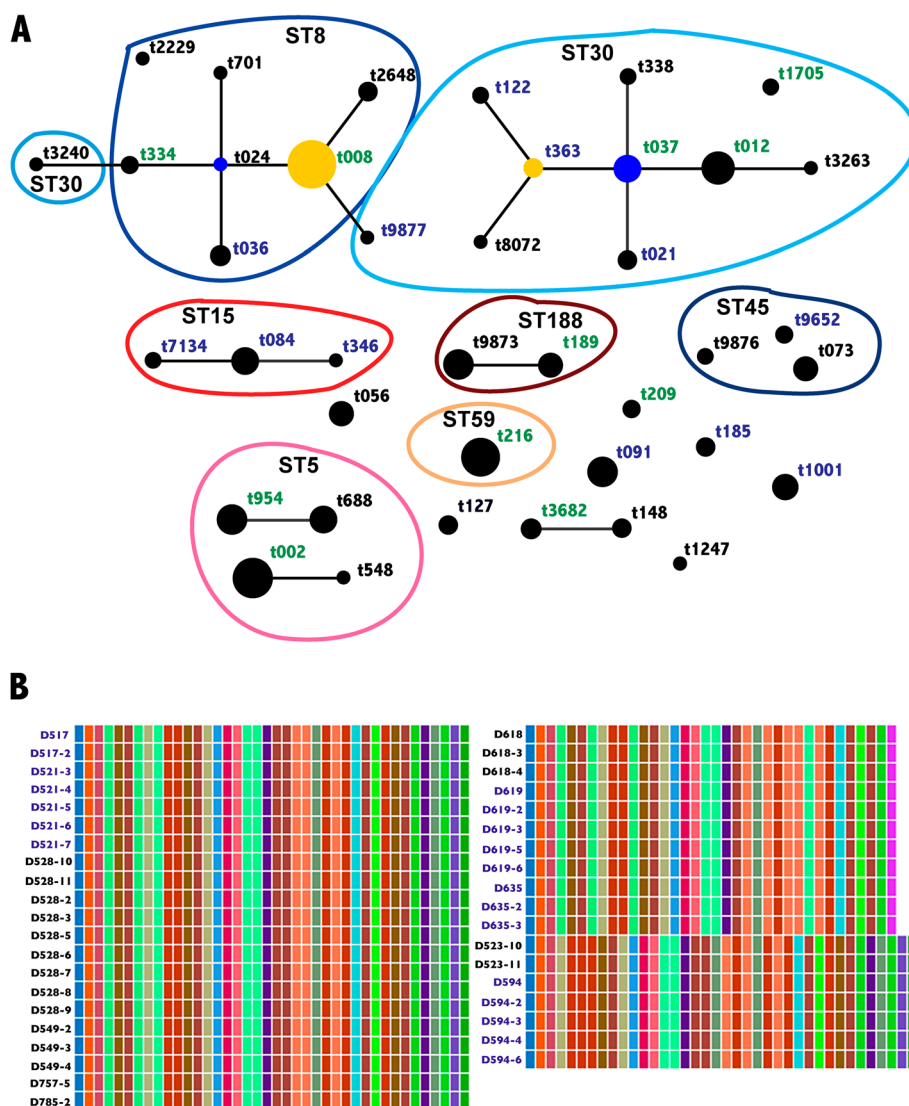 A
ST8
ST30
t2229
t701
t2648
t122
t338
t1705
t3240
t334
t024
t008
t363
t037
t012
t3263
ST30
t036
t9877
t8072
t021
ST15
ST188
ST45
t7134
t084
t346
t9873
t189
t9652
t9876
t073
t056
t209
ST59
t216
t091
t185
t1001
ST5
t954
t688
t127
t3682
t148
t002
t548
t1247
B
D517
D517-2
D521-3
D521-4
D521-5
D521-6
D521-7
D528-10
D528-11
D528-2
D528-3
D528-5
D528-6
D528-7
D528-8
D528-9
D549-2
D549-3
D549-4
D757-5
D785-2
D618
D618-3
D618-4
D619
D619-2
D619-3
D619-5
D619-6
D635
D635-2
D635-3
D523-10
D523-11
D594
D594-2
D594-3
D594-4
D594-6